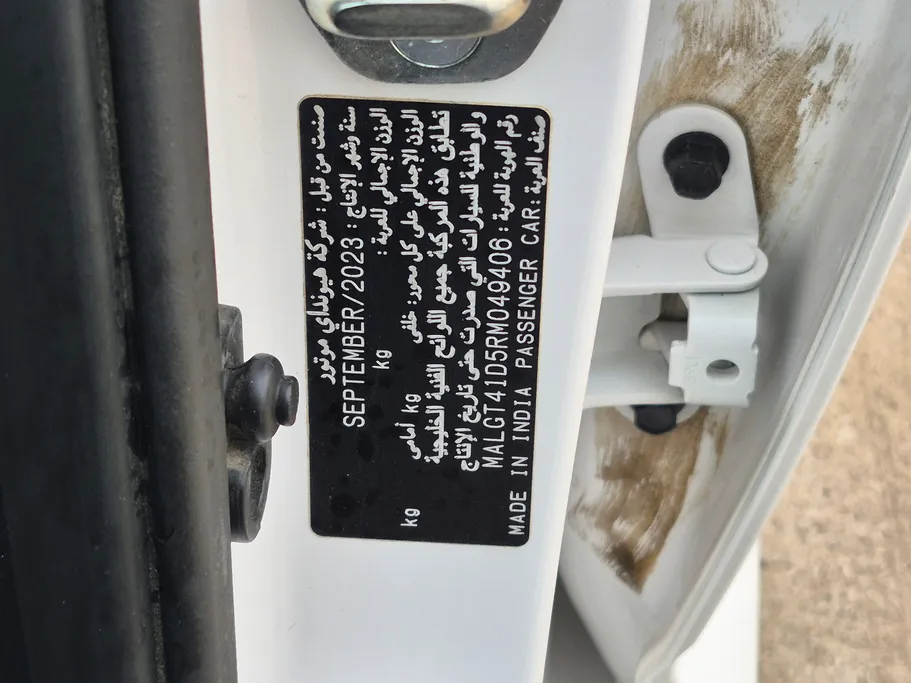 صنعت من قبل : شركة هيونداي موتور
سنة وشهر الإنتاج : SEPTEMBER/2023
الوزن الإجمالي للعربة : kg
الوزن الإجمالي على كل محور: خلفى kg أمامى kg
تطابق هذه المركبة جميع اللوائح الفنية الخليجية
والوطنية للسيارات التي صدرت حتى تاريخ الإنتاج
رقم الهوية للعربة : MALGT41D5RM049406
صنف العربة: MADE IN INDIA PASSENGER CAR